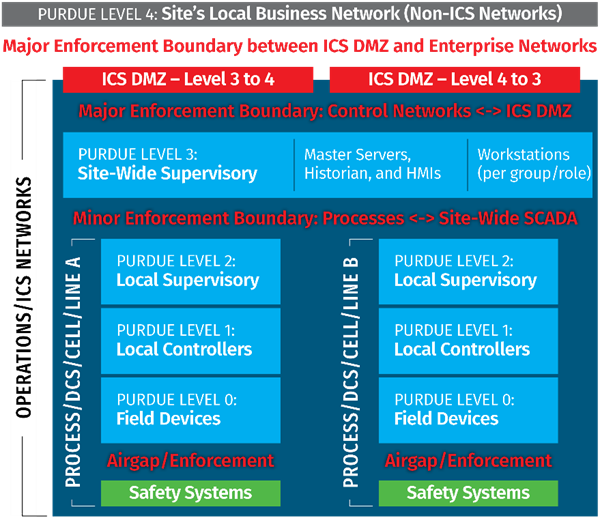 PURDUE LEVEL 4: Site's Local Business Network (Non-ICS Networks)
Major Enforcement Boundary between ICS DMZ and Enterprise Networks
ICS DMZ – Level 3 to 4
ICS DMZ – Level 4 to 3
Major Enforcement Boundary: Control Networks <-> ICS DMZ
OPERATIONS/ICS NETWORKS
PURDUE LEVEL 3:
Site-Wide Supervisory
Master Servers,
Historian, and HMIs
Workstations
(per group/role)
Minor Enforcement Boundary: Processes <-> Site-Wide SCADA
PROCESS/DCS/CELL/LINE A
PURDUE LEVEL 2:
Local Supervisory
PURDUE LEVEL 1:
Local Controllers
PURDUE LEVEL 0:
Field Devices
Airgap/Enforcement
Safety Systems
PROCESS/DCS/CELL/LINE B
PURDUE LEVEL 2:
Local Supervisory
PURDUE LEVEL 1:
Local Controllers
PURDUE LEVEL 0:
Field Devices
Airgap/Enforcement
Safety Systems